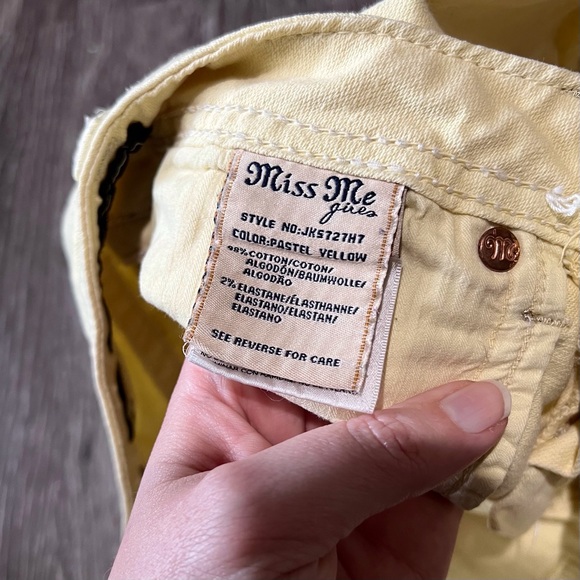 Miss Me
girls
STYLE NO:JK5727H7
COLOR:PASTEL YELLOW
98% COTTON/COTON/
ALGODÓN/BAUMWOLLE/
ALGODÃO
2% ELASTANE/ÉLASTHANNE/
ELASTANO/ELASTAN/
ELASTANO
SEE REVERSE FOR CARE